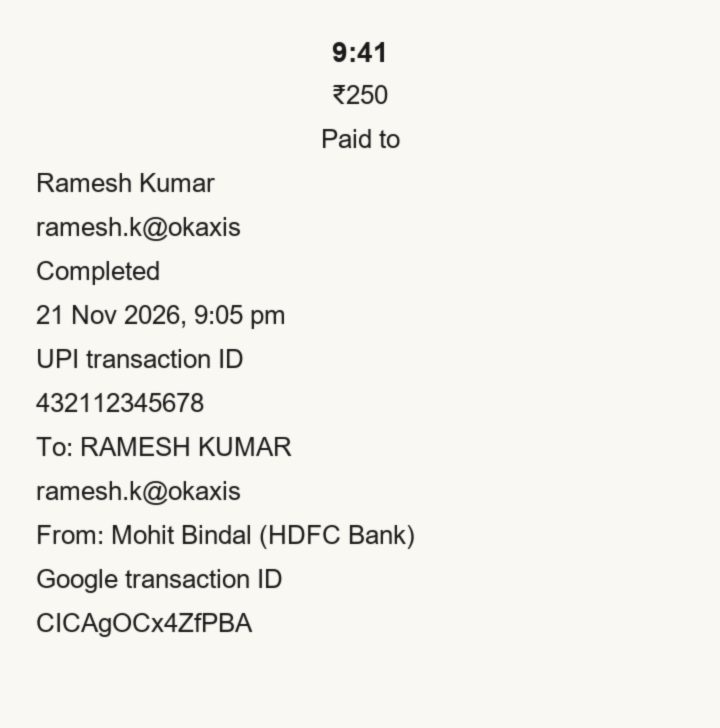 9:41
₹250
Paid to
Ramesh Kumar
ramesh.k@okaxis
Completed
21 Nov 2026, 9:05 pm
UPI transaction ID
432112345678
To: RAMESH KUMAR
ramesh.k@okaxis
From: Mohit Bindal (HDFC Bank)
Google transaction ID
CICAgOCx4ZfPBA